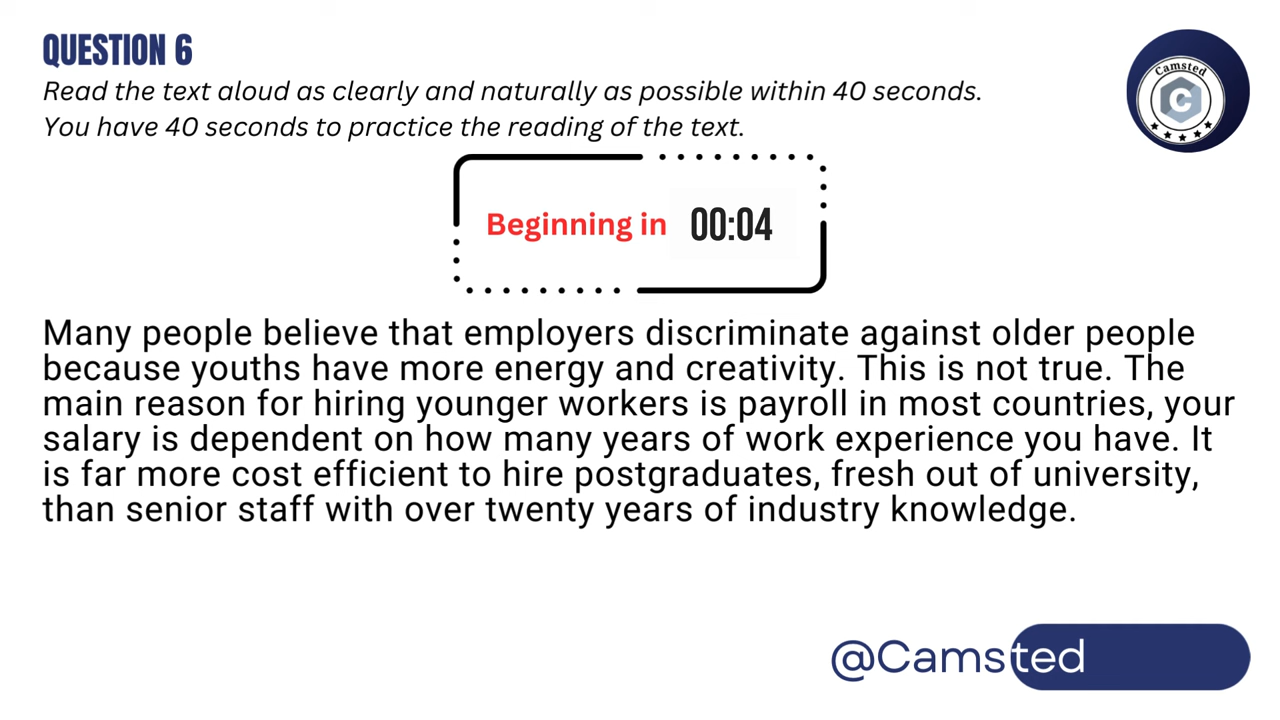 QUESTION 6
Read the text aloud as clearly and naturally as possible within 40 seconds.
You have 40 seconds to practice the reading of the text.
Camsted
C
Beginning in 00:04
Many people believe that employers discriminate against older people
because youths have more energy and creativity. This is not true. The
main reason for hiring younger workers is payroll in most countries, your
salary is dependent on how many years of work experience you have. It
is far more cost efficient to hire postgraduates, fresh out of university,
than senior staff with over twenty years of industry knowledge.
@Camsted